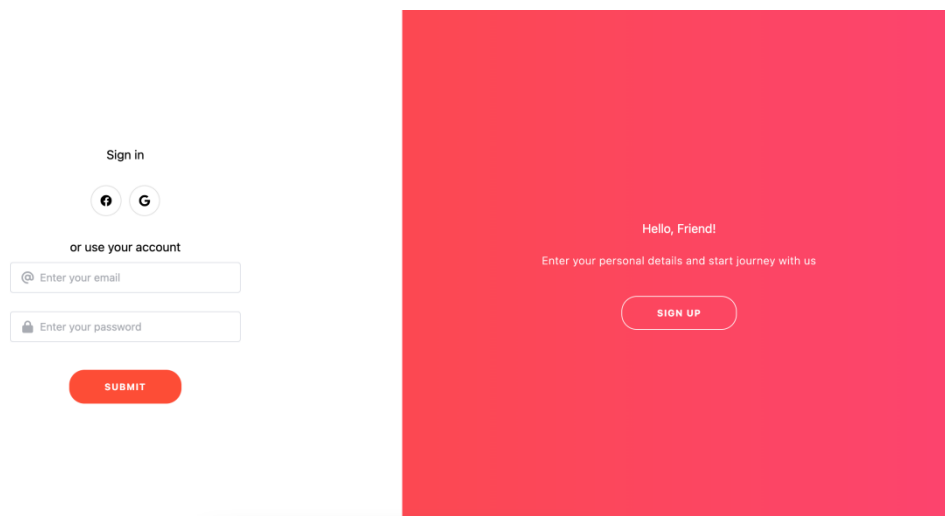 Sign in
or use your account
Enter your email
Enter your password
SUBMIT
Hello, Friend!
Enter your personal details and start journey with us
SIGN UP